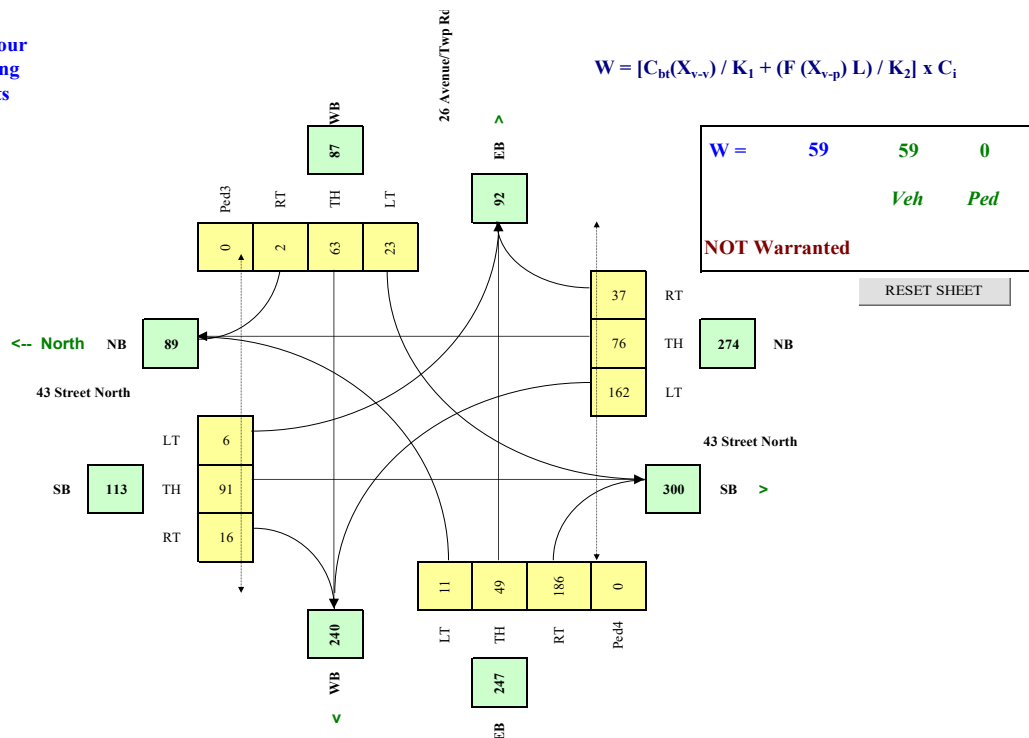 our
ng
ts
26 Avenue/Twp Rd
W = [Cbt(Xv-v) / K1 + (F (Xv-p) L) / K2] x Ci
W = 59 59 0
Veh Ped
NOT Warranted
RESET SHEET
WB
87
EB
^
92
Ped3 RT TH LT
0 2 63 23
37 RT
76 TH 274 NB
162 LT
<-- North NB 89
43 Street North
43 Street North
LT 6
SB 113 TH 91
RT 16
300 SB >
11 49 186 0
LT TH RT Ped4
240
WB
v
247
EB